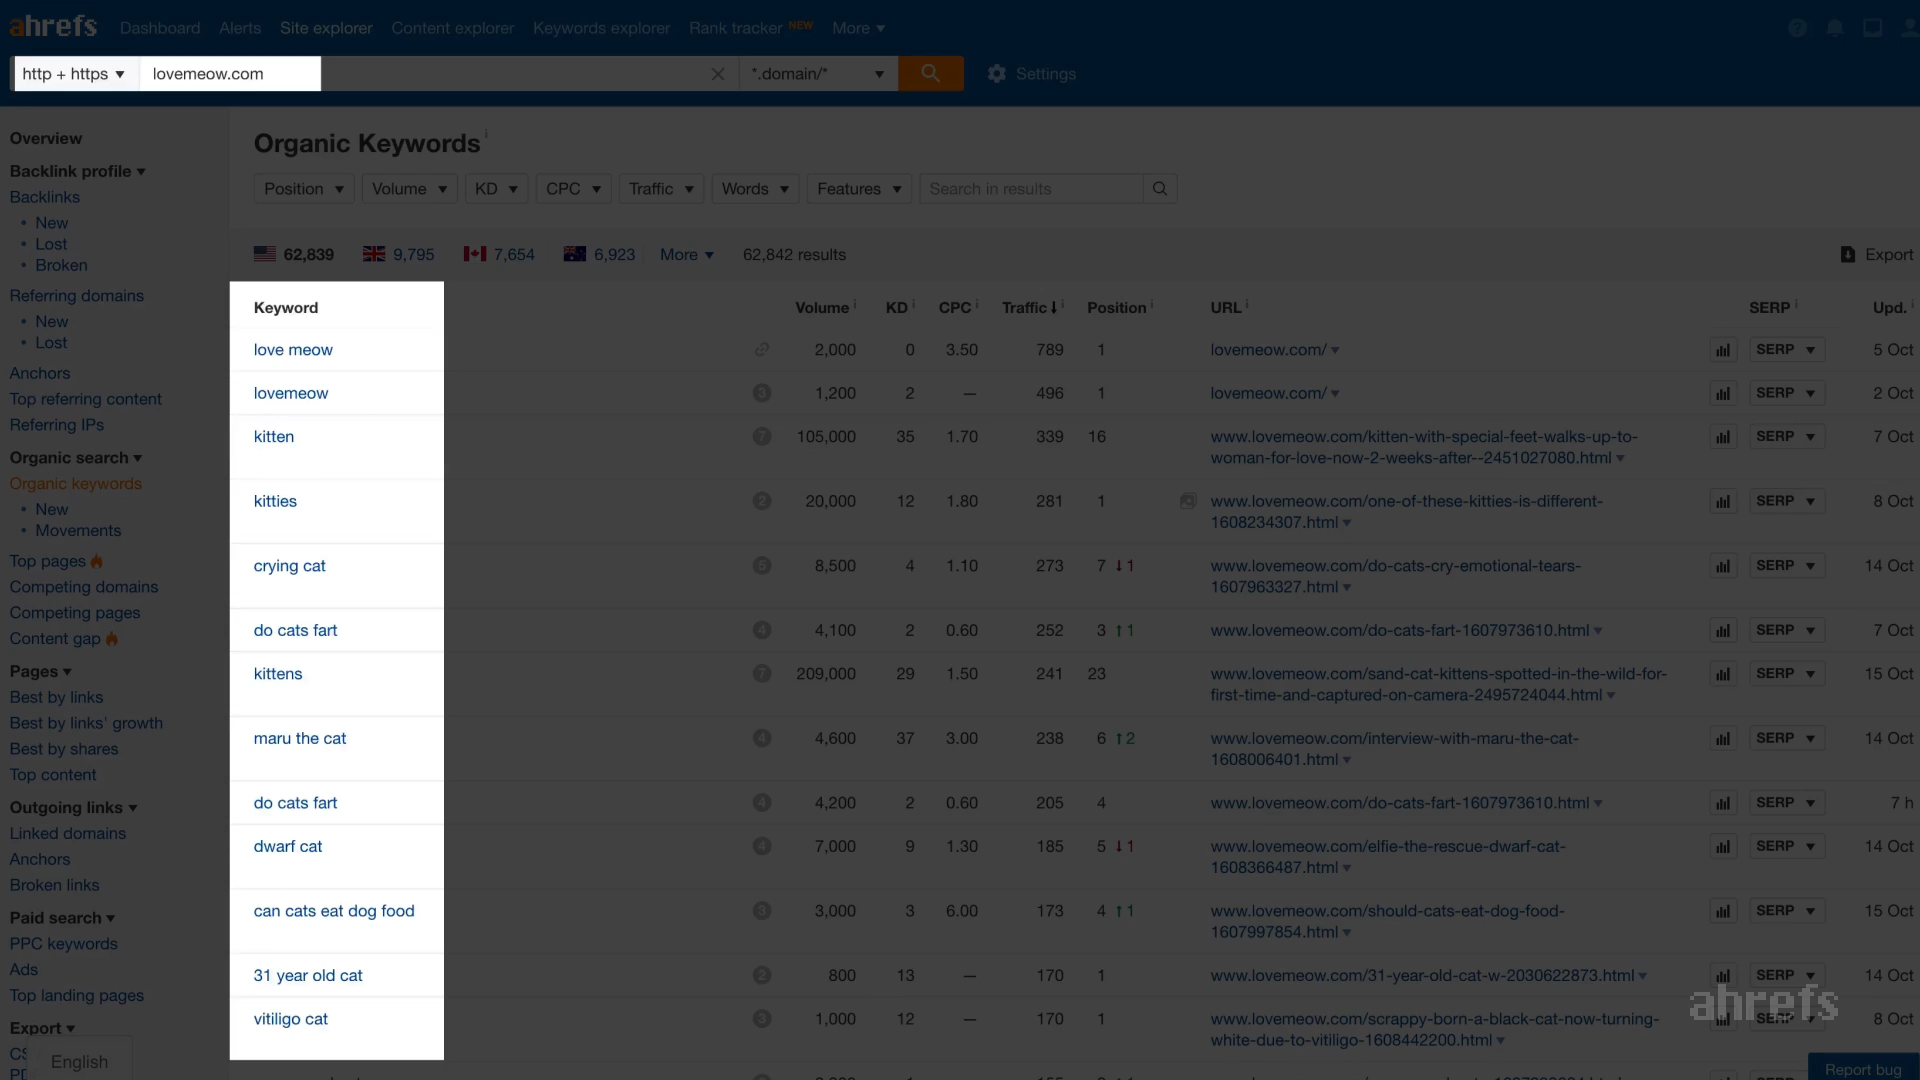 ahrefs Dashboard Alerts Site explorer Content explorer Keywords explorer Rank tracker NEW More
http + https lovemeow.com *.domain/* Settings
Overview
Backlink profile
Backlinks
• New
• Lost
• Broken
Referring domains
• New
• Lost
Anchors
Top referring content
Referring IPs
Organic search
Organic keywords
• New
• Movements
Top pages
Competing domains
Competing pages
Content gap
Pages
Best by links
Best by links' growth
Best by shares
Top content
Outgoing links
Linked domains
Anchors
Broken links
Paid search
PPC keywords
Ads
Top landing pages
Export
English
Organic Keywords i
Position Volume KD CPC Traffic Words Features Search in results
62,839 9,795 7,654 6,923 More 62,842 results Export
Keyword Volume i KD i CPC i Traffic ↓ i Position i URL i SERP i Upd. i
love meow 2,000 0 3.50 789 1 lovemeow.com/ SERP 5 Oct
lovemeow 3 1,200 2 — 496 1 lovemeow.com/ SERP 2 Oct
kitten 7 105,000 35 1.70 339 16 www.lovemeow.com/kitten-with-special-feet-walks-up-to- SERP 7 Oct
woman-for-love-now-2-weeks-after--2451027080.html
kitties 2 20,000 12 1.80 281 1 www.lovemeow.com/one-of-these-kitties-is-different- SERP 8 Oct
1608234307.html
crying cat 8,500 4 1.10 273 7 ↓1 www.lovemeow.com/do-cats-cry-emotional-tears- SERP 14 Oct
1607963327.html
do cats fart 4 4,100 2 0.60 252 3 ↑1 www.lovemeow.com/do-cats-fart-1607973610.html SERP 7 Oct
kittens 7 209,000 29 1.50 241 23 www.lovemeow.com/sand-cat-kittens-spotted-in-the-wild-for- SERP 15 Oct
first-time-and-captured-on-camera-2495724044.html
maru the cat 4 4,600 37 3.00 238 6 ↑2 www.lovemeow.com/interview-with-maru-the-cat- SERP 14 Oct
1608006401.html
do cats fart 4 4,200 2 0.60 205 4 www.lovemeow.com/do-cats-fart-1607973610.html SERP 7 h
dwarf cat 4 7,000 9 1.30 185 5 ↓1 www.lovemeow.com/elfie-the-rescue-dwarf-cat- SERP 14 Oct
1608366487.html
can cats eat dog food 3 3,000 3 6.00 173 4 ↑1 www.lovemeow.com/should-cats-eat-dog-food- SERP 15 Oct
1607997854.html
31 year old cat 2 800 13 — 170 1 www.lovemeow.com/31-year-old-cat-w-2030622873.html SERP 14 Oct
vitiligo cat 3 1,000 12 — 170 1 www.lovemeow.com/scrappy-born-a-black-cat-now-turning- SERP 8 Oct
white-due-to-vitiligo-1608442200.html
ahrefs
Report bug